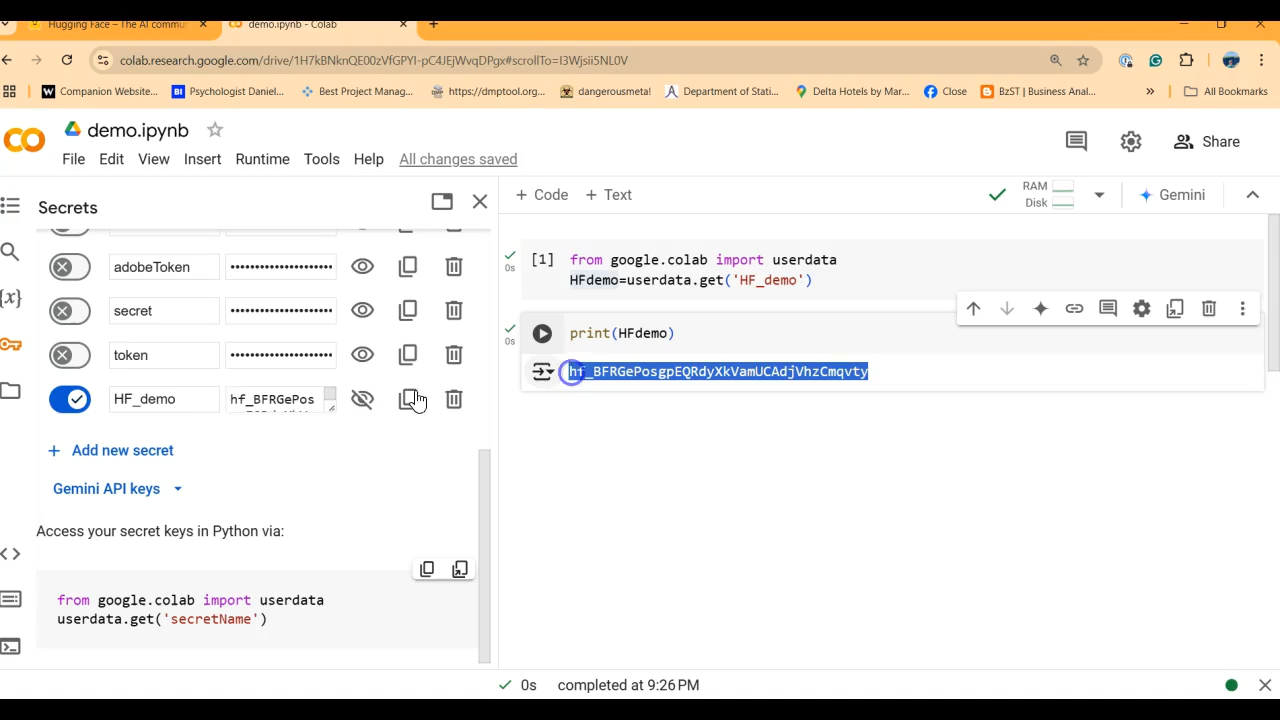 Hugging Face – The AI commu
demo.ipynb - Colab
colab.research.google.com/drive/1H7kBNknQE00zVfGPYI-pC4JEjWvqDPgx#scrollTo=I3Wjsii5NL0V
Companion Website...
Psychologist Daniel...
Best Project Manag...
https://dmptool.org...
dangerousmeta!
Department of Stati...
Delta Hotels by Mar...
Close
BzST | Business Anal...
All Bookmarks
demo.ipynb
File Edit View Insert Runtime Tools Help All changes saved
Share
Secrets
+ Code + Text
RAM
Disk
Gemini
adobeToken ••••••••••••••••••
secret ••••••••••••••••••
token ••••••••••••••••••
HF_demo hf_BFRGePos
+ Add new secret
Gemini API keys
Access your secret keys in Python via:
from google.colab import userdata
userdata.get('secretName')
[1] from google.colab import userdata
HFdemo=userdata.get('HF_demo')
0s
print(HFdemo)
0s
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
0s completed at 9:26 PM